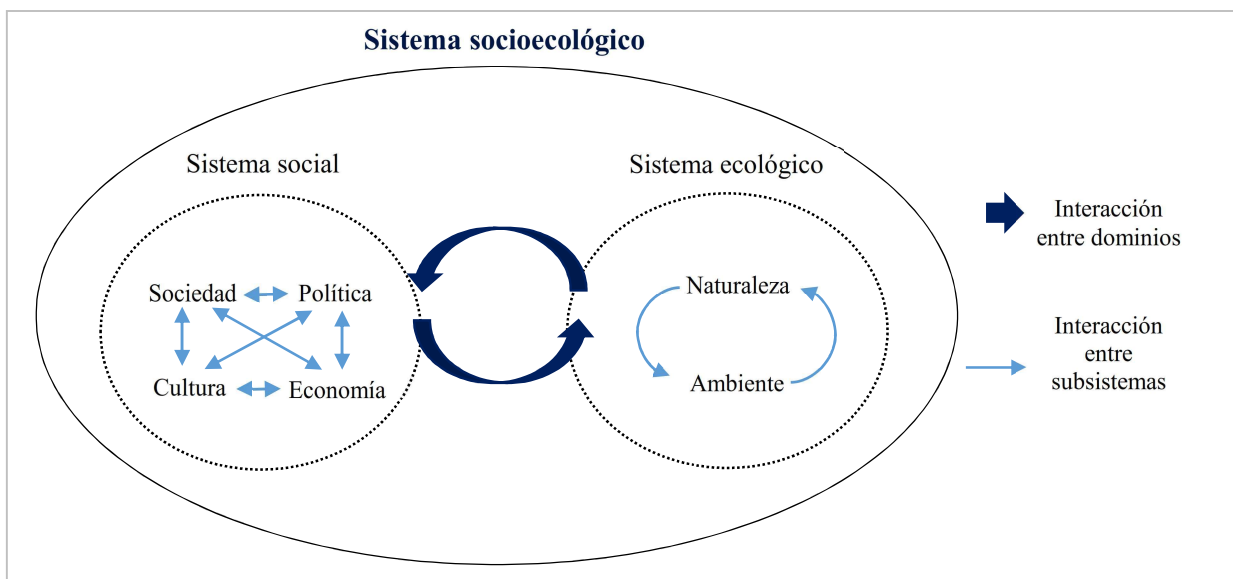 Sistema socioecológico
Sistema social
Sistema ecológico
Sociedad
Política
Cultura
Economía
Naturaleza
Ambiente
Interacción
entre dominios
Interacción
entre
subsistemas